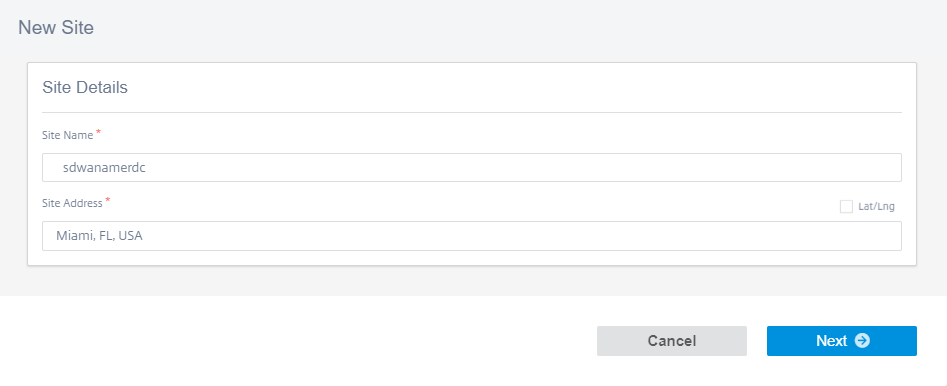 New Site
Site Details
Site Name *
sdwanamerdc
Site Address *
Lat/Lng
Miami, FL, USA
Cancel
Next